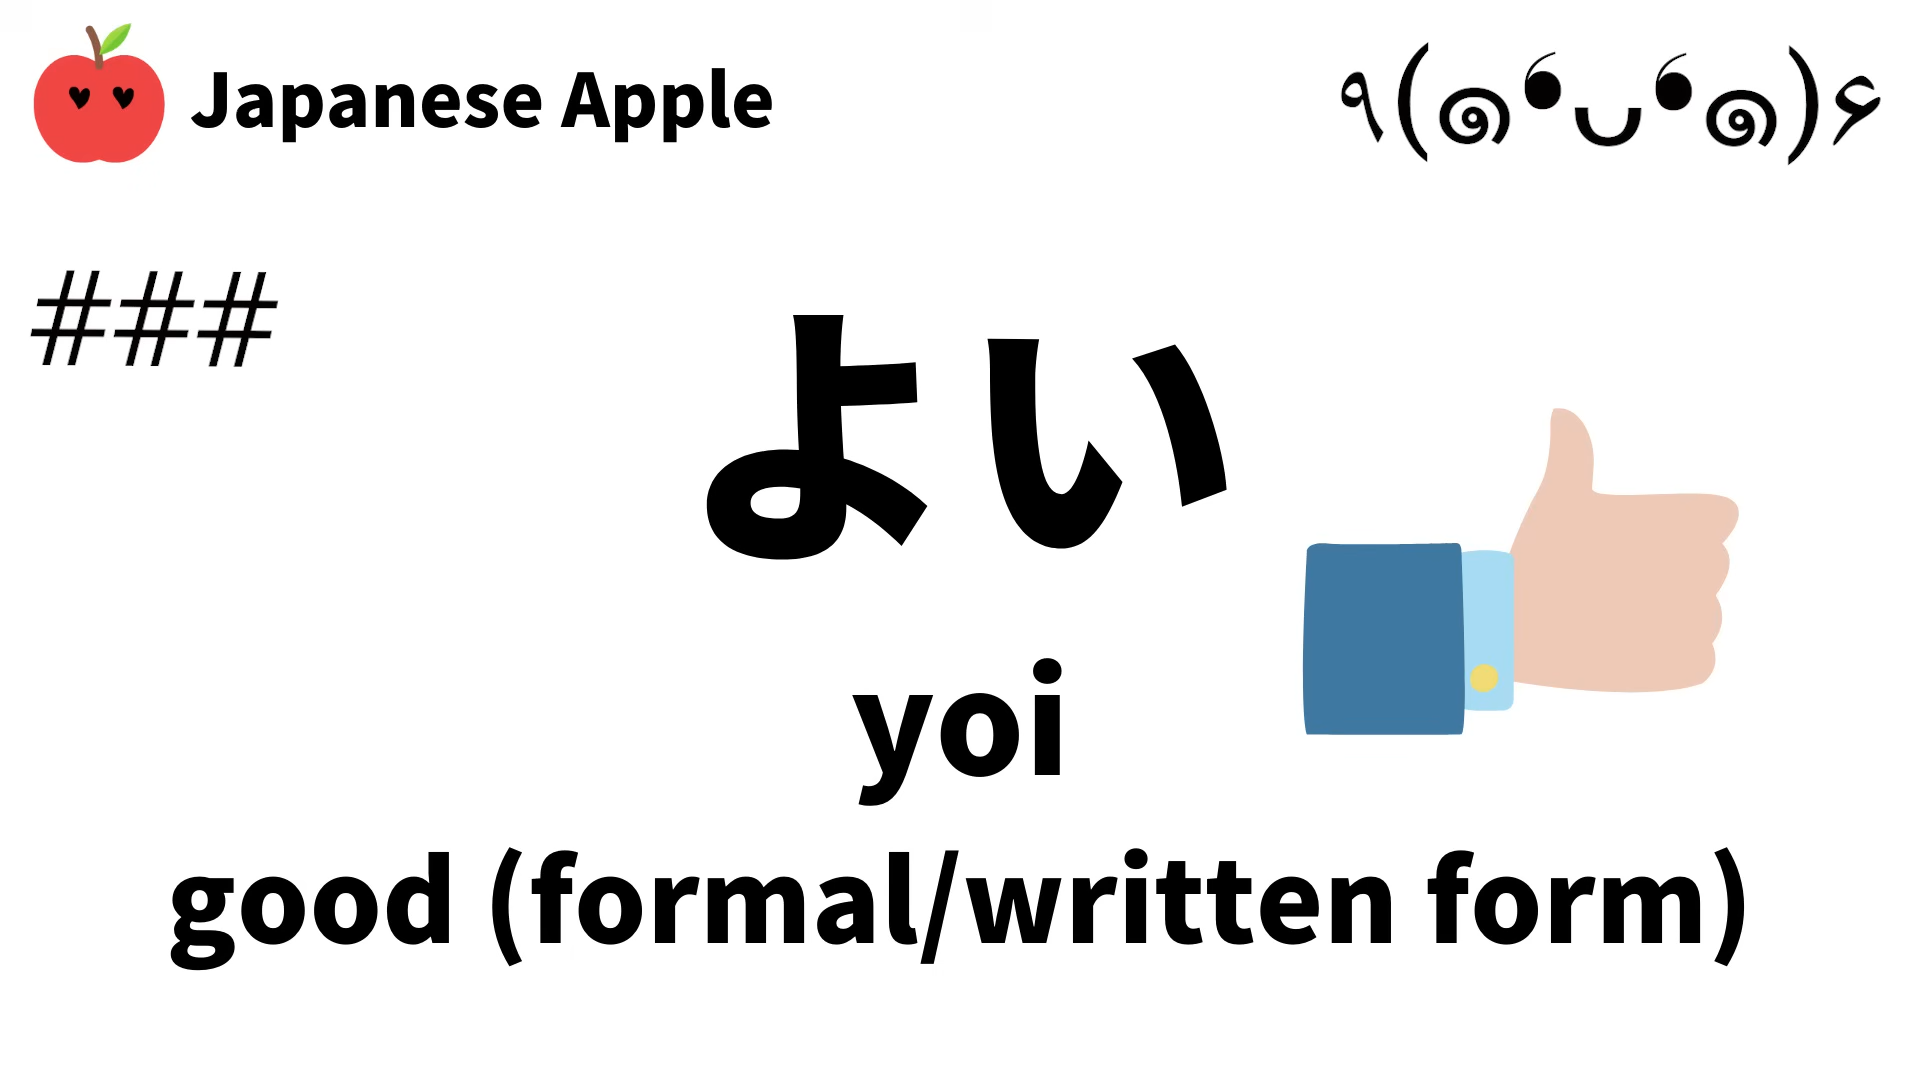 Japanese Apple
٩(๑❛ᴗ❛๑)۶
###
よい
yoi
good (formal/written form)